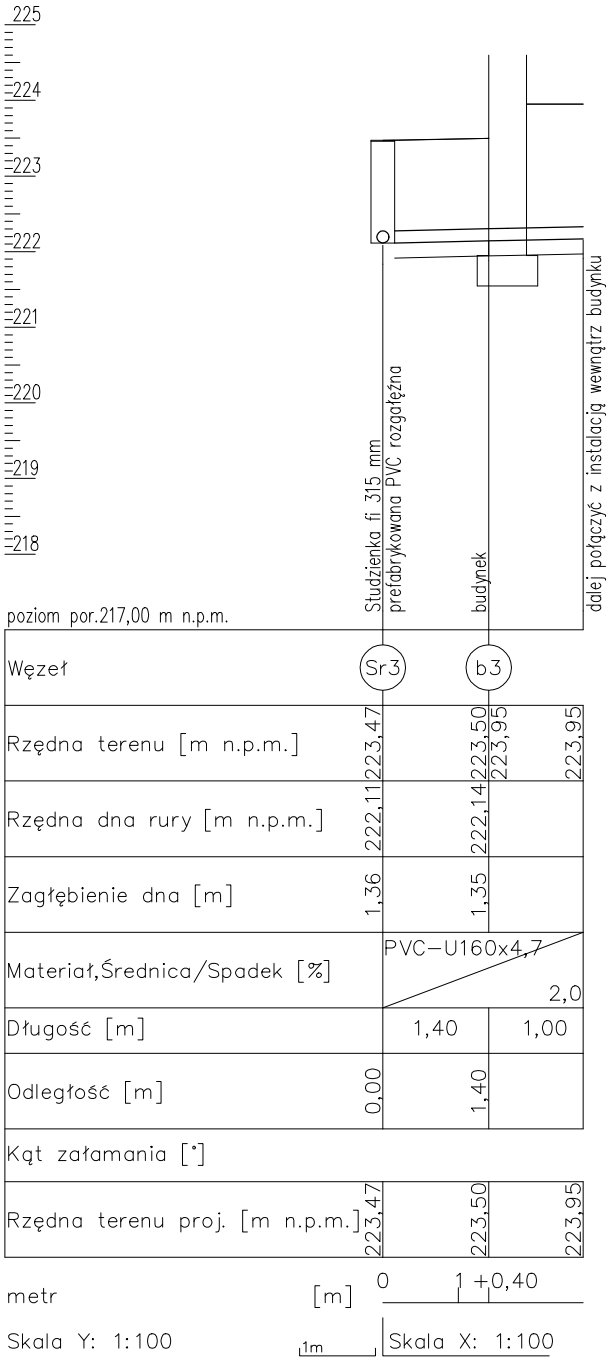 225
224
223
222
221
220
219
218
Studzienka fi 315 mm
prefabrykowana PVC rozgałęźna
budynek
dalej połączyć z instalacją wewnątrz budynku
poziom por.217,00 m n.p.m.
Węzeł
Sr3
b3
Rzędna terenu [m n.p.m.]
223,47
223,50
223,95
223,95
Rzędna dna rury [m n.p.m.]
222,11
222,14
Zagłębienie dna [m]
1,36
1,35
Materiał,Średnica/Spadek [%]
PVC-U160x4,7
2,0
Długość [m]
1,40
1,00
Odległość [m]
0,00
1,40
Kąt załamania [°]
Rzędna terenu proj. [m n.p.m.]
223,47
223,50
223,95
metr [m]
0
1 +0,40
Skala Y: 1:100
1m
Skala X: 1:100